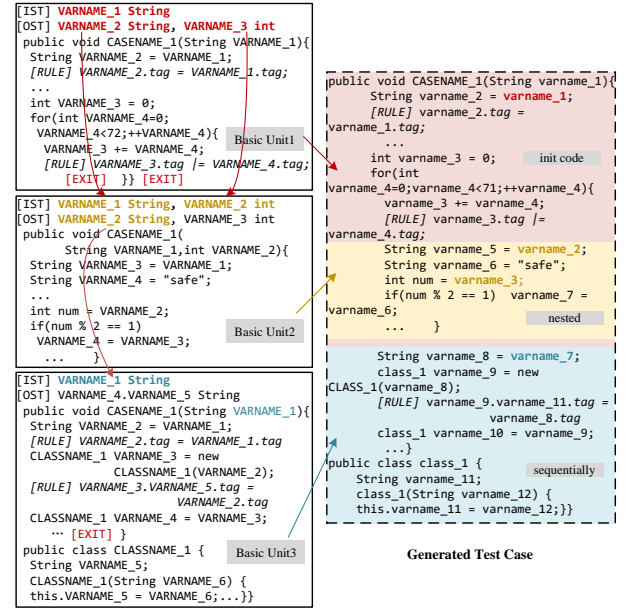 [IST] VARNAME_1 String
[OST] VARNAME_2 String, VARNAME_3 int
public void CASENAME_1(String VARNAME_1){
String VARNAME_2 = VARNAME_1;
[RULE] VARNAME_2.tag = VARNAME_1.tag;
...
int VARNAME_3 = 0;
for(int VARNAME_4=0;
VARNAME_4<72;++VARNAME_4){
VARNAME_3 += VARNAME_4;
[RULE] VARNAME_3.tag |= VARNAME_4.tag;
[EXIT] }} [EXIT]
Basic Unit1
[IST] VARNAME_1 String, VARNAME_2 int
[OST] VARNAME_2 String, VARNAME_3 int
public void CASENAME_1(
String VARNAME_1,int VARNAME_2){
String VARNAME_3 = VARNAME_1;
String VARNAME_4 = "safe";
...
int num = VARNAME_2;
if(num % 2 == 1)
VARNAME_4 = VARNAME_3;
... }
Basic Unit2
[IST] VARNAME_1 String
[OST] VARNAME_4.VARNAME_5 String
public void CASENAME_1(String VARNAME_1){
String VARNAME_2 = VARNAME_1;
[RULE] VARNAME_2.tag = VARNAME_1.tag
CLASSNAME_1 VARNAME_3 = new
CLASSNAME_1(VARNAME_2);
[RULE] VARNAME_3.VARNAME_5.tag =
VARNAME_2.tag
CLASSNAME_1 VARNAME_4 = VARNAME_3;
... [EXIT] }
public class CLASSNAME_1 {
String VARNAME_5;
CLASSNAME_1(String VARNAME_6) {
this.VARNAME_5 = VARNAME_6;...}}
Basic Unit3
public void CASENAME_1(String varname_1){
String varname_2 = varname_1;
[RULE] varname_2.tag =
varname_1.tag;
...
int varname_3 = 0;
for(int
varname_4=0;varname_4<71;++varname_4){
varname_3 += varname_4;
[RULE] varname_3.tag |=
varname_4.tag;
init code
String varname_5 = varname_2;
String varname_6 = "safe";
int num = varname_3;
if(num % 2 == 1) varname_7 =
varname_6;
... }
nested
String varname_8 = varname_7;
class_1 varname_9 = new
CLASS_1(varname_8);
[RULE] varname_9.varname_11.tag =
varname_8.tag
class_1 varname_10 = varname_9;
...}
public class class_1 {
String varname_11;
class_1(String varname_12) {
this.varname_11 = varname_12;}}
sequentially
Generated Test Case